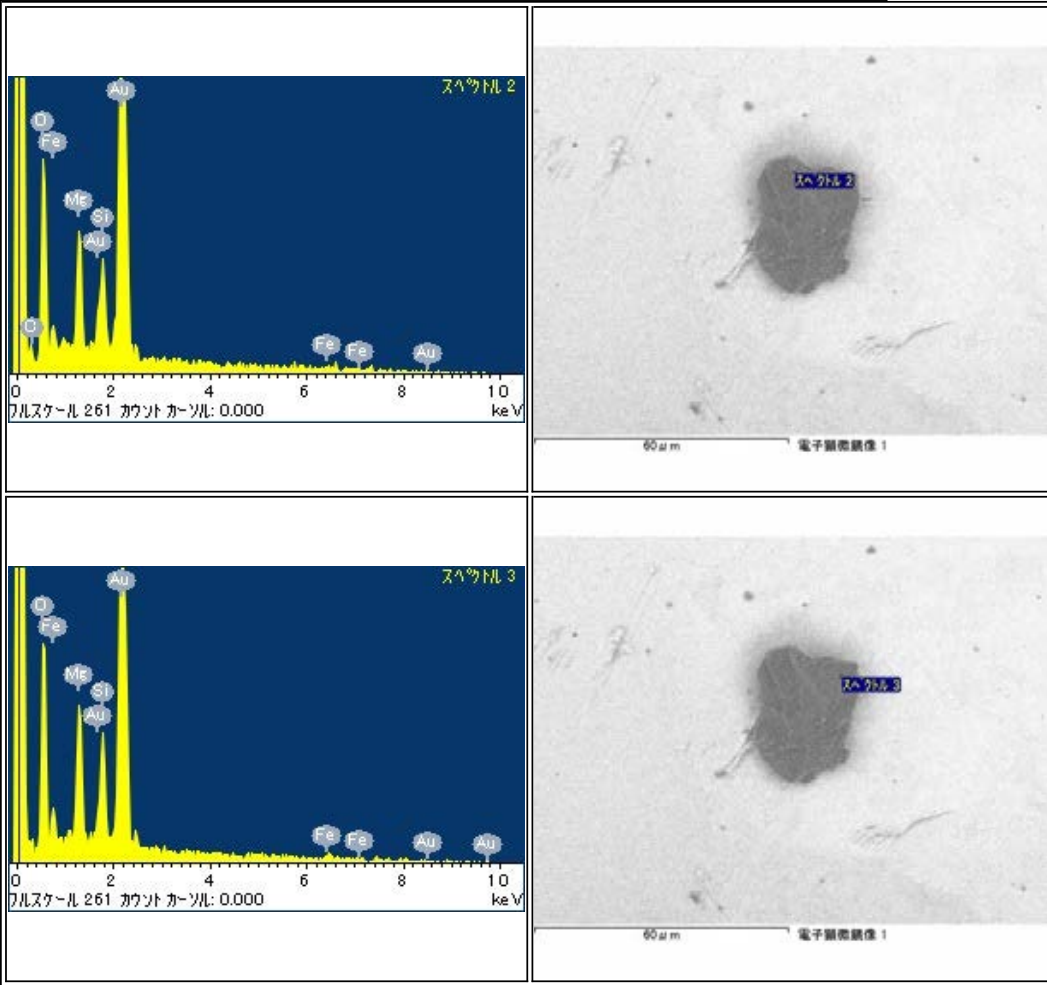 スペクトル 2
Au
O
Fe
Mg
Si
Au
C
Fe
Fe
Au
0 2 4 6 8 10
フルスケール 261 カウント カーソル: 0.000 keV
スペクトル 2
60μm 電子顕微鏡像 1
スペクトル 3
Au
O
Fe
Mg
Si
Au
Fe
Fe
Au
Au
0 2 4 6 8 10
フルスケール 261 カウント カーソル: 0.000 keV
スペクトル 3
60μm 電子顕微鏡像 1